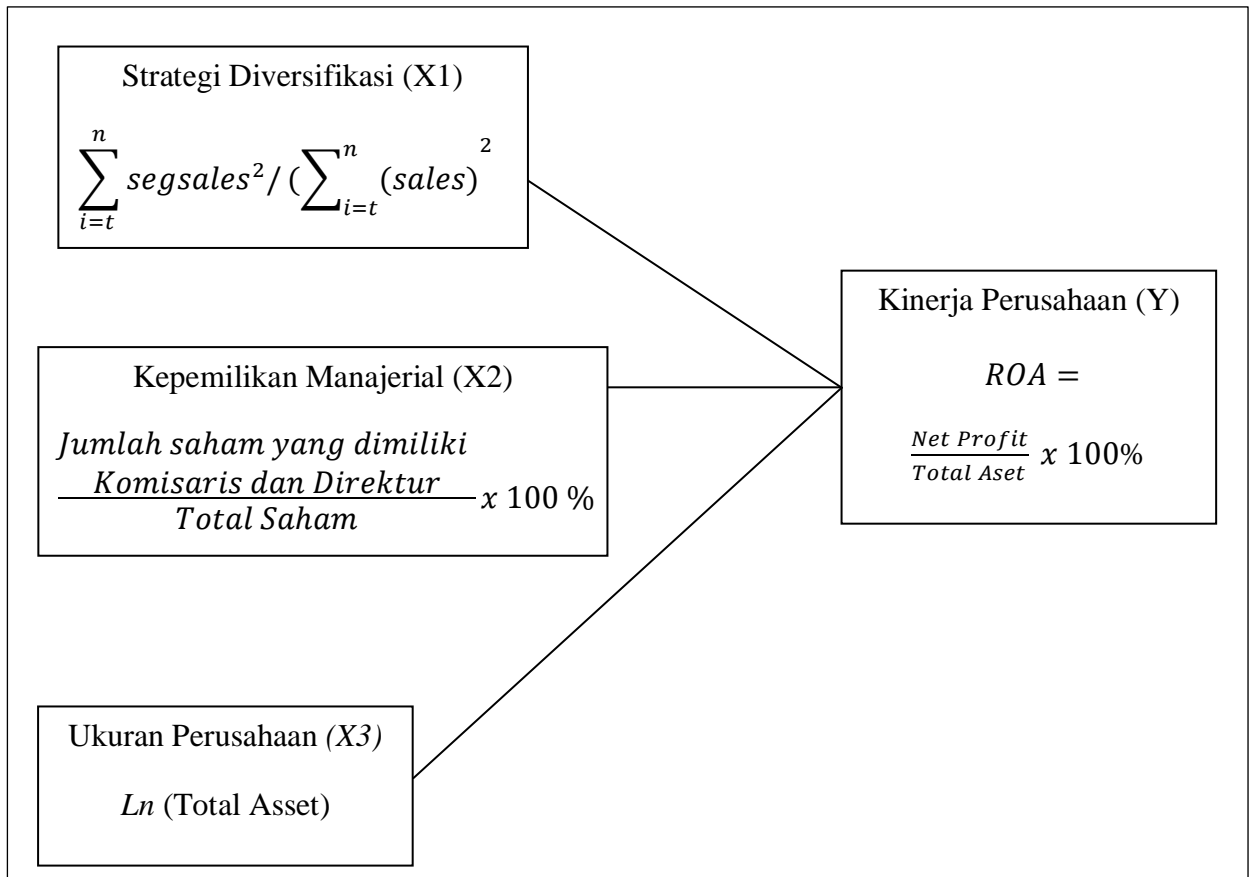 Strategi Diversifikasi (X1)
∑_{i=t}^{n} segsales²/ (∑_{i=t}^{n} (sales)²
Kinerja Perusahaan (Y)
ROA =
Net Profit
Total Aset x 100%
Kepemilikan Manajerial (X2)
Jumlah saham yang dimiliki
Komisaris dan Direktur
Total Saham x 100 %
Ukuran Perusahaan (X3)
Ln (Total Asset)